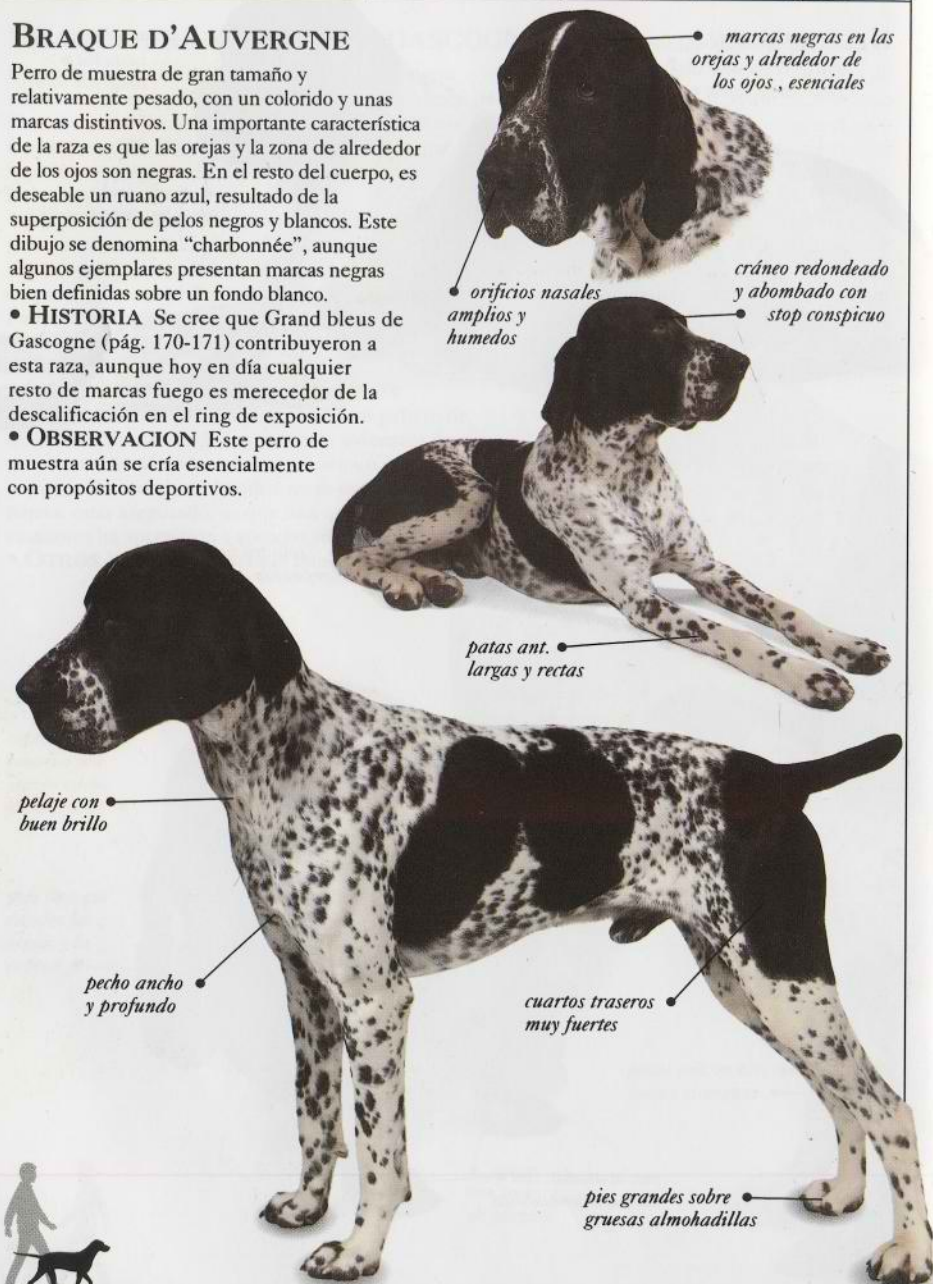 BRAQUE D'AUVERGNE
Perro de muestra de gran tamaño y
relativamente pesado, con un colorido y unas
marcas distintivos. Una importante característica
de la raza es que las orejas y la zona de alrededor
de los ojos son negras. En el resto del cuerpo, es
deseable un ruano azul, resultado de la
superposición de pelos negros y blancos. Este
dibujo se denomina “charbonnée”, aunque
algunos ejemplares presentan marcas negras
bien definidas sobre un fondo blanco.
• HISTORIA Se cree que Grand bleus de
Gascogne (pág. 170-171) contribuyeron a
esta raza, aunque hoy en día cualquier
resto de marcas fuego es merecedor de la
descalificación en el ring de exposición.
• OBSERVACION Este perro de
muestra aún se cría esencialmente
con propósitos deportivos.
marcas negras en las
orejas y alrededor de
los ojos , esenciales
orificios nasales
amplios y
humedos
cráneo redondeado
y abombado con
stop conspicuo
patas ant.
largas y rectas
pelaje con
buen brillo
pecho ancho
y profundo
cuartos traseros
muy fuertes
pies grandes sobre
gruesas almohadillas